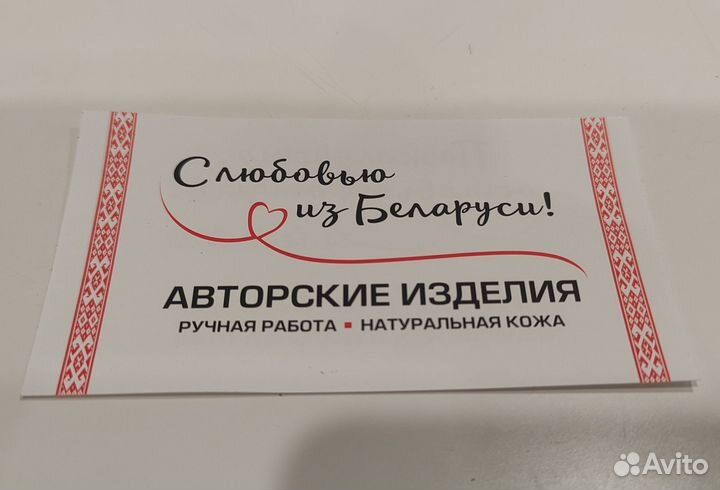 С любовью
из Беларуси!
АВТОРСКИЕ ИЗДЕЛИЯ
РУЧНАЯ РАБОТА ▪ НАТУРАЛЬНАЯ КОЖА
Avito